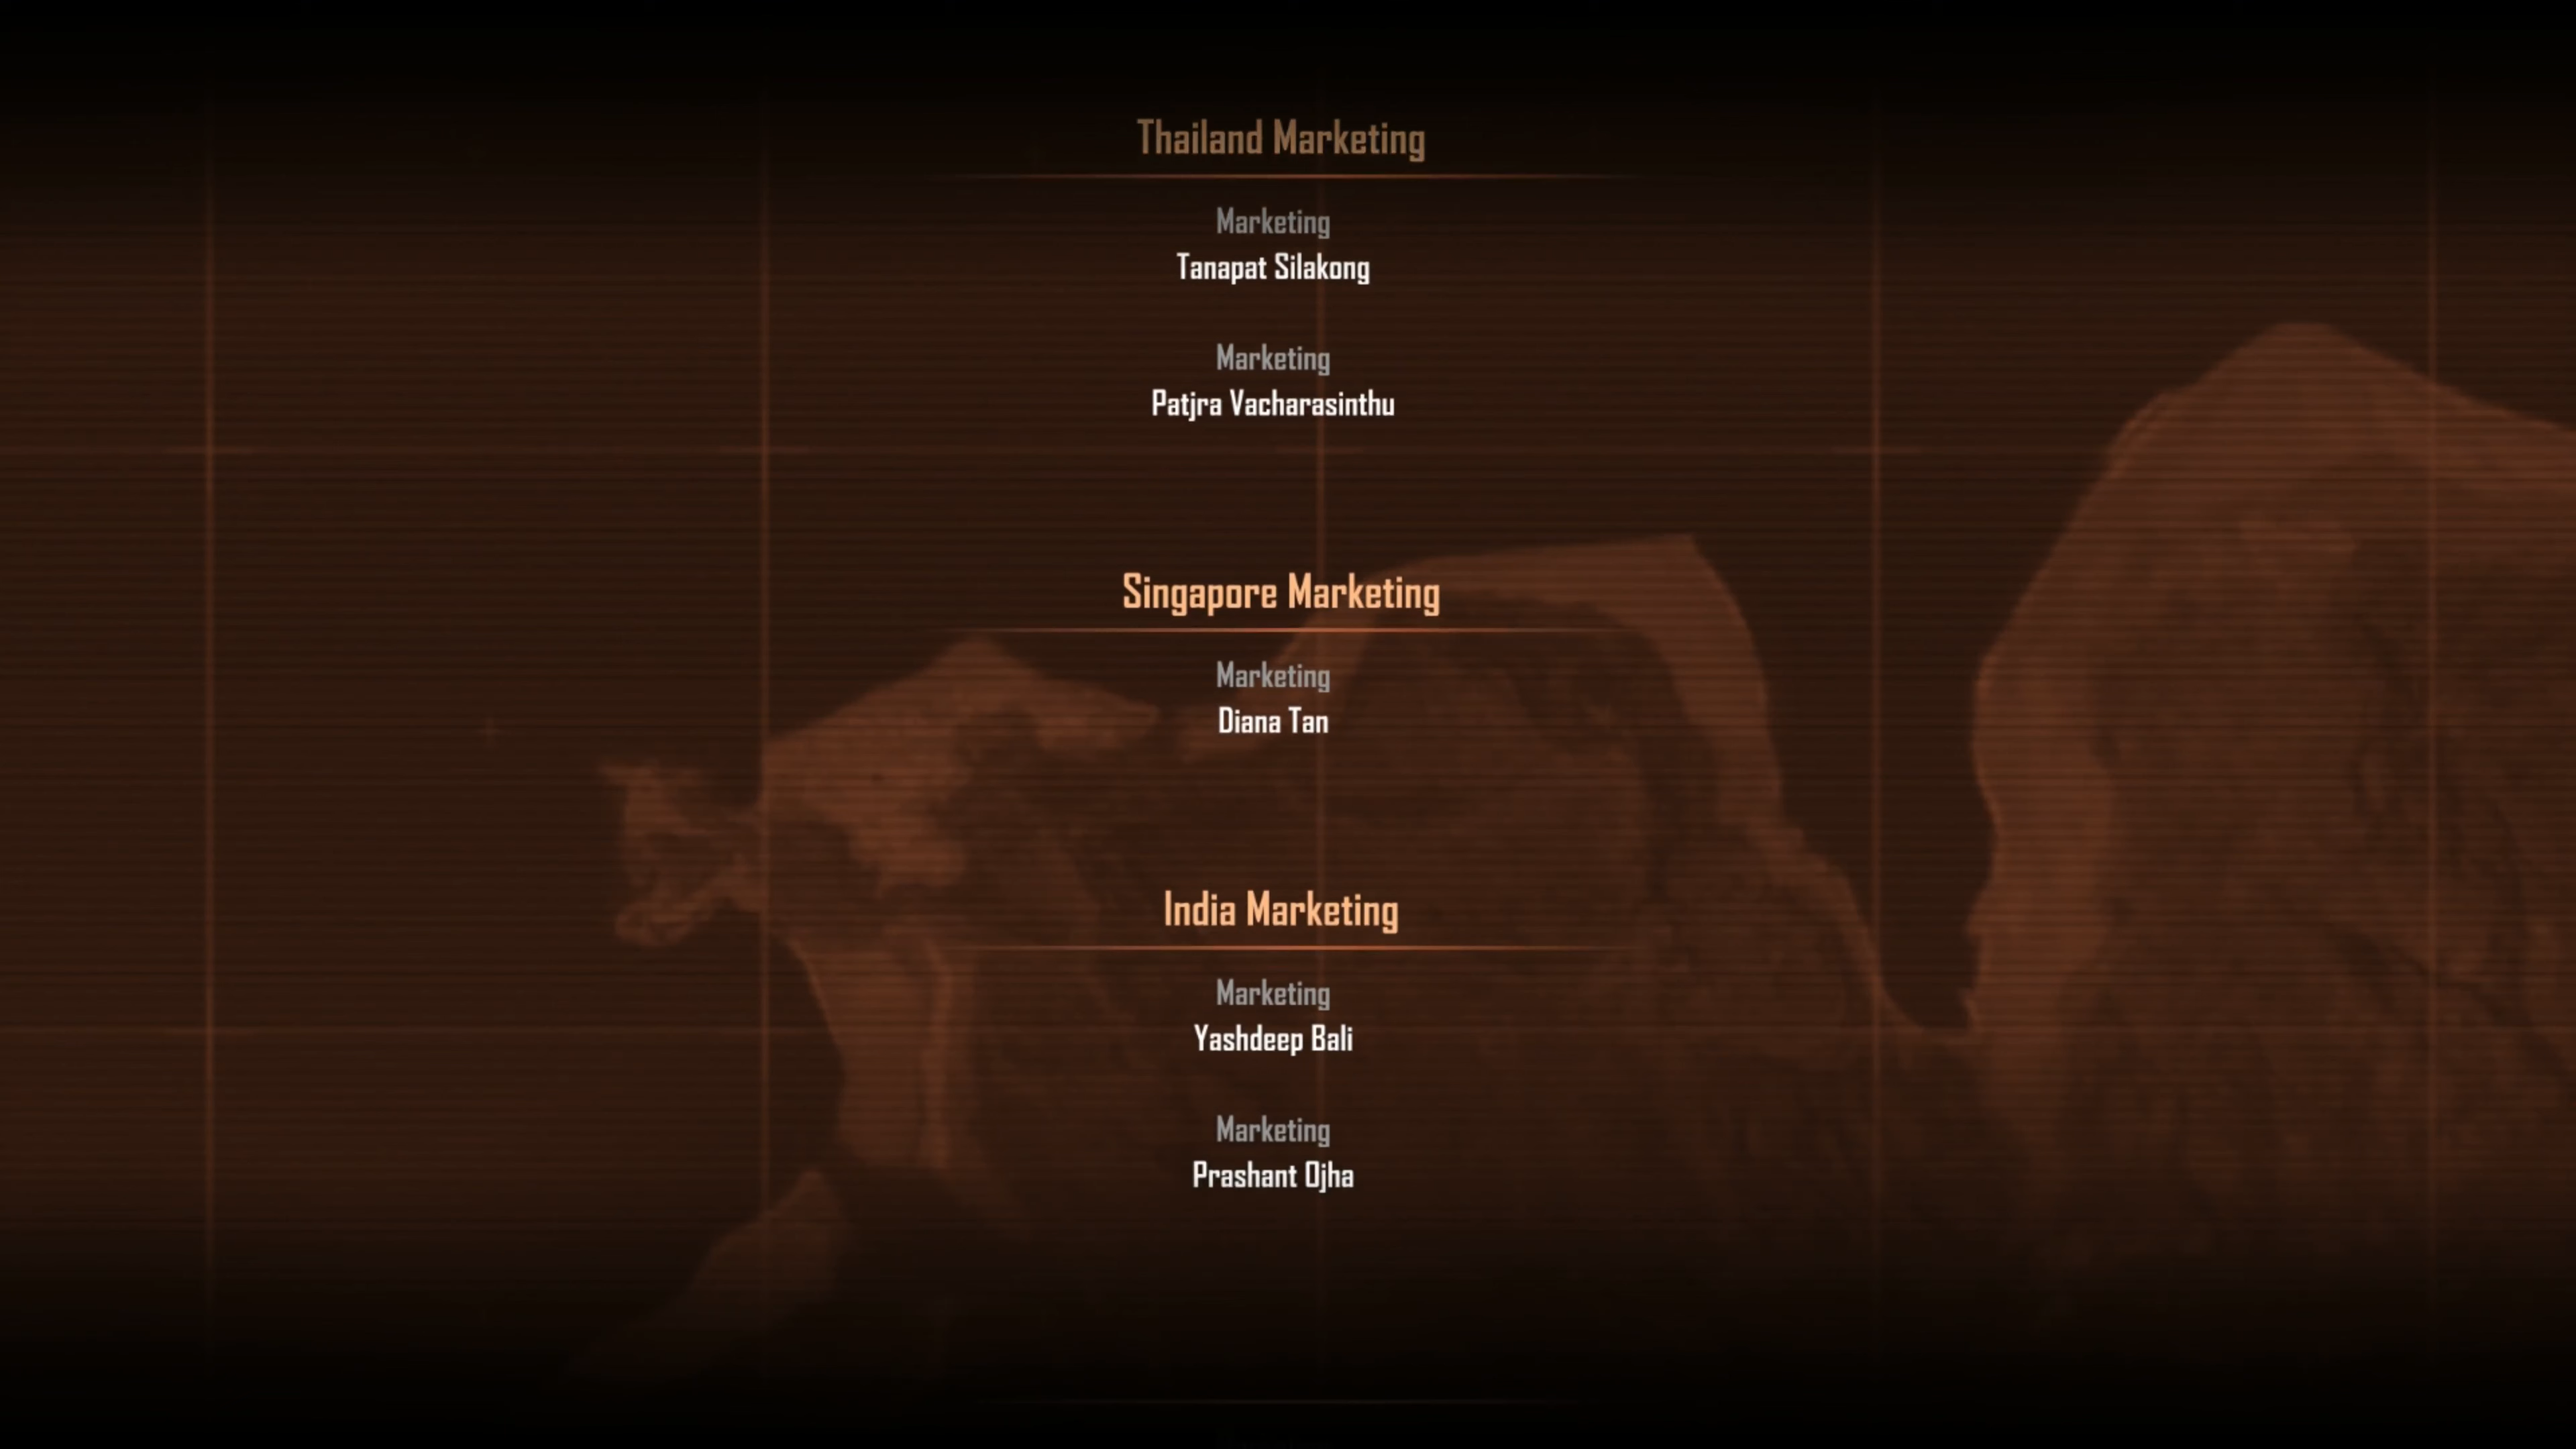 Thailand Marketing
Marketing
Tanapat Silakong
Marketing
Patjra Vacharasinthu
Singapore Marketing
Marketing
Diana Tan
India Marketing
Marketing
Yashdeep Bali
Marketing
Prashant Ojha